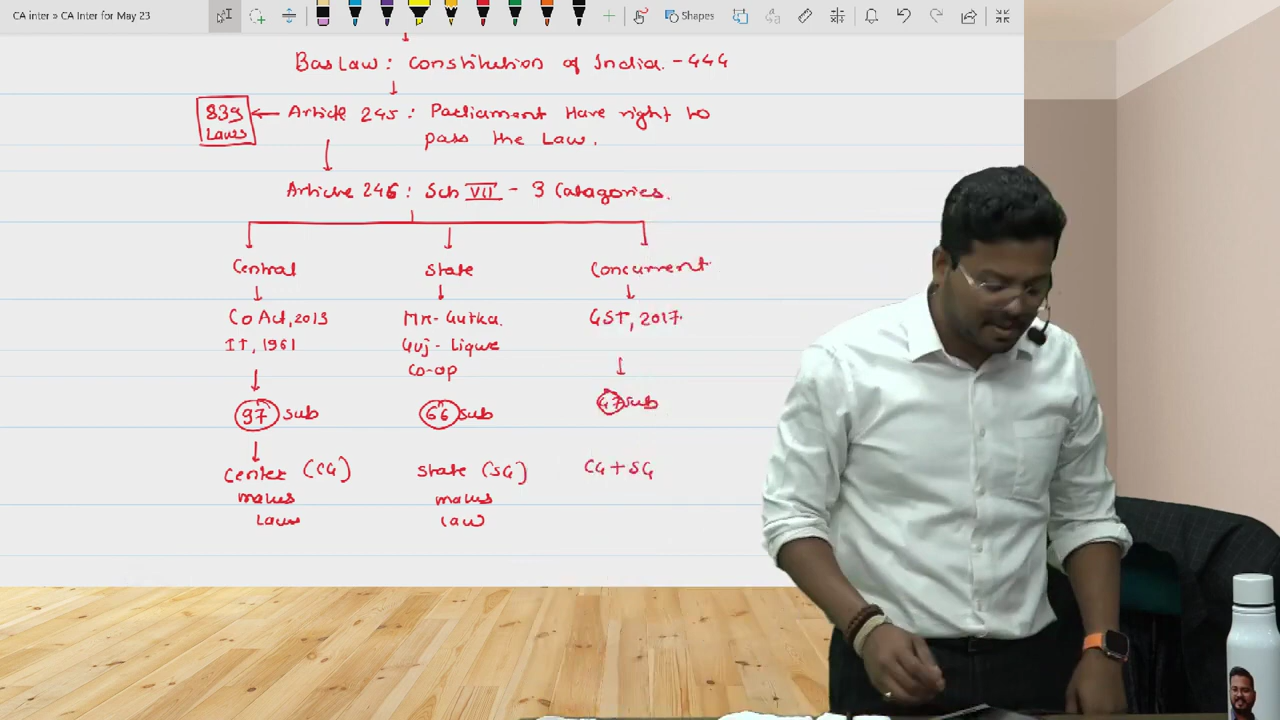 CA inter » CA Inter for May 23
Shapes
Bas Law : Constitution of India. - 444
839 Laws ← Article 245 : Parliament Have right to
pass the Law.
Article 246 : Sch VII - 3 Catagories.
Central State Concurrent
Co Act, 2013 MH - Gutka. GST, 2017
IT, 1961 Guj - Liquor
Co-op
97 sub 66 sub 47 sub
Center (CG) State (SG) CG + SG
makes makes
Laws law